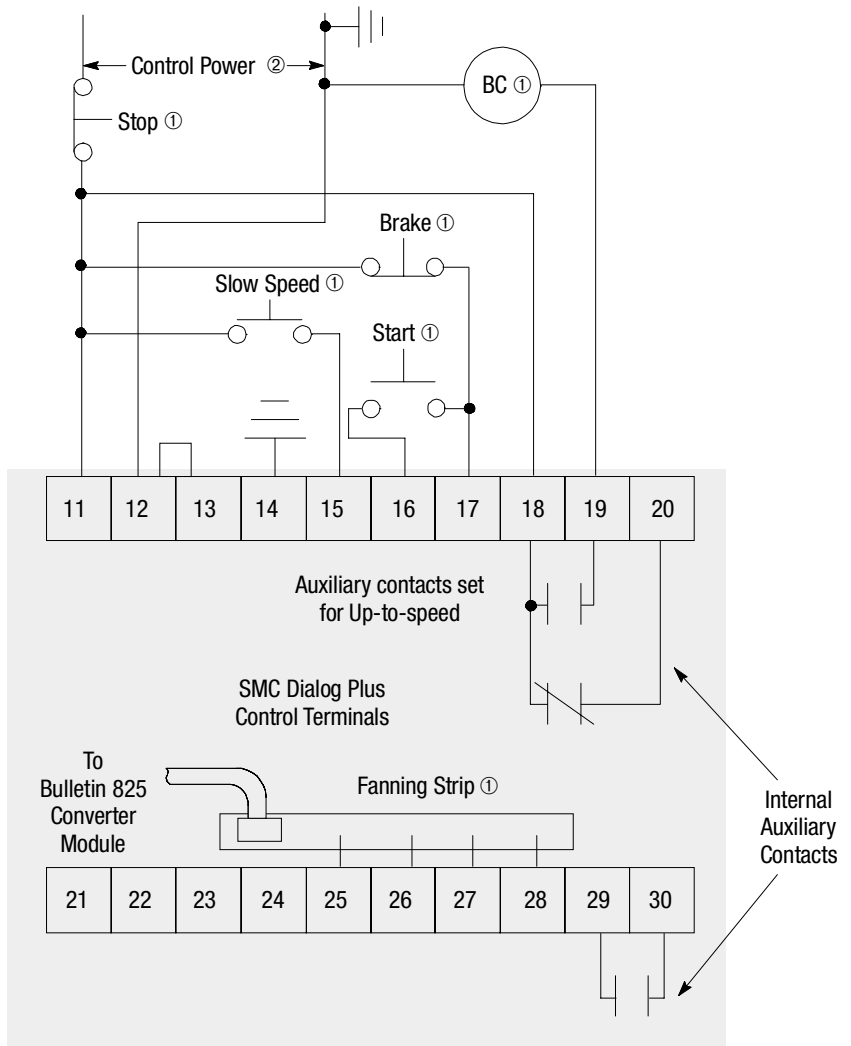 Control Power ②
BC ①
Stop ①
Brake ①
Slow Speed ①
Start ①
11 12 13 14 15 16 17 18 19 20
Auxiliary contacts set
for Up-to-speed
SMC Dialog Plus
Control Terminals
To
Bulletin 825
Converter
Module
Fanning Strip ①
Internal
Auxiliary
Contacts
21 22 23 24 25 26 27 28 29 30